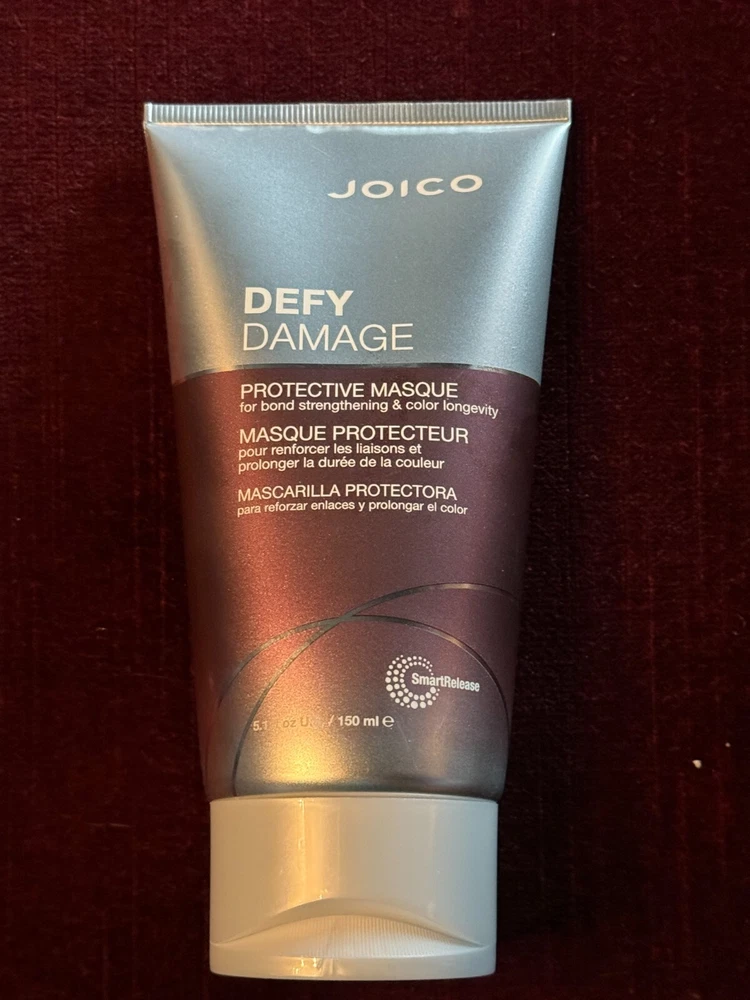 JOICO
DEFY
DAMAGE
PROTECTIVE MASQUE
for bond strengthening & color longevity
MASQUE PROTECTEUR
pour renforcer les liaisons et
prolonger la durée de la couleur
MASCARILLA PROTECTORA
para reforzar enlaces y prolongar el color
SmartRelease
oz / 150 ml ℮